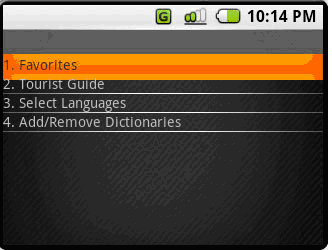 G 10:14 PM
1. Favorites
2. Tourist Guide
3. Select Languages
4. Add/Remove Dictionaries